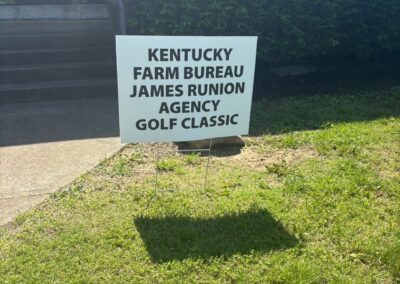 KENTUCKY
FARM BUREAU
JAMES RUNION
AGENCY
GOLF CLASSIC